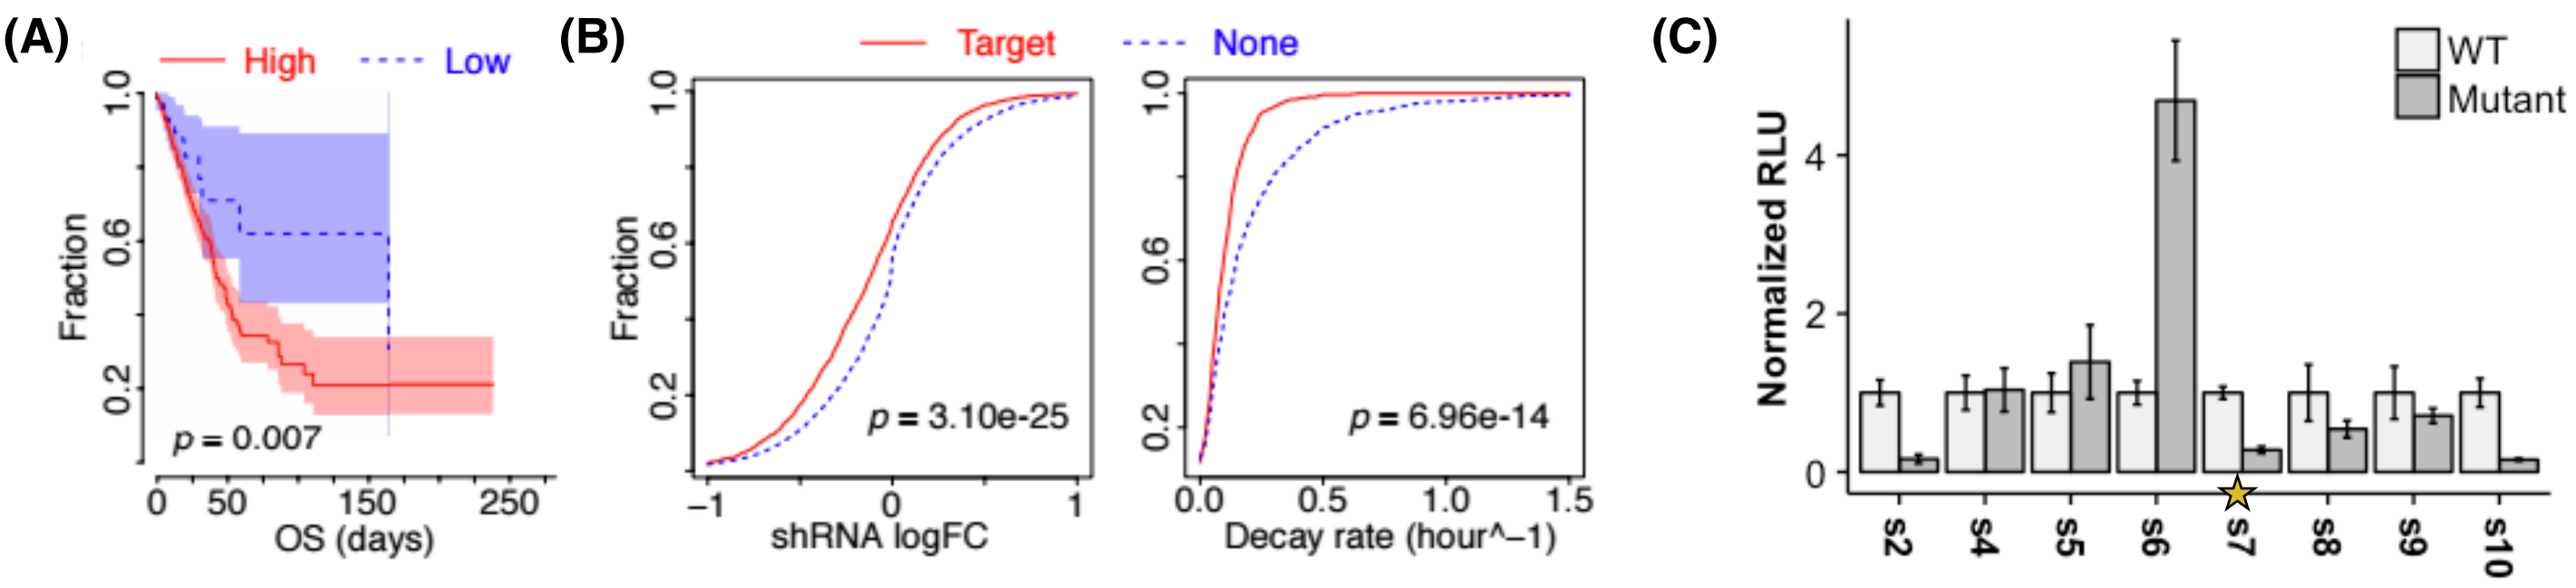 (A)
High Low
Fraction
1.0
0.6
0.2
p = 0.007
0 50 150 250
OS (days)
(B)
Target None
Fraction
1.0
0.6
0.2
p = 3.10e-25
−1 0 1
shRNA logFC
1.0
0.6
0.2
p = 6.96e-14
0.0 0.5 1.0 1.5
Decay rate (hour^−1)
(C)
WT
Mutant
Normalized RLU
4
2
0
s2 s4 s5 s6 s7 s8 s9 s10